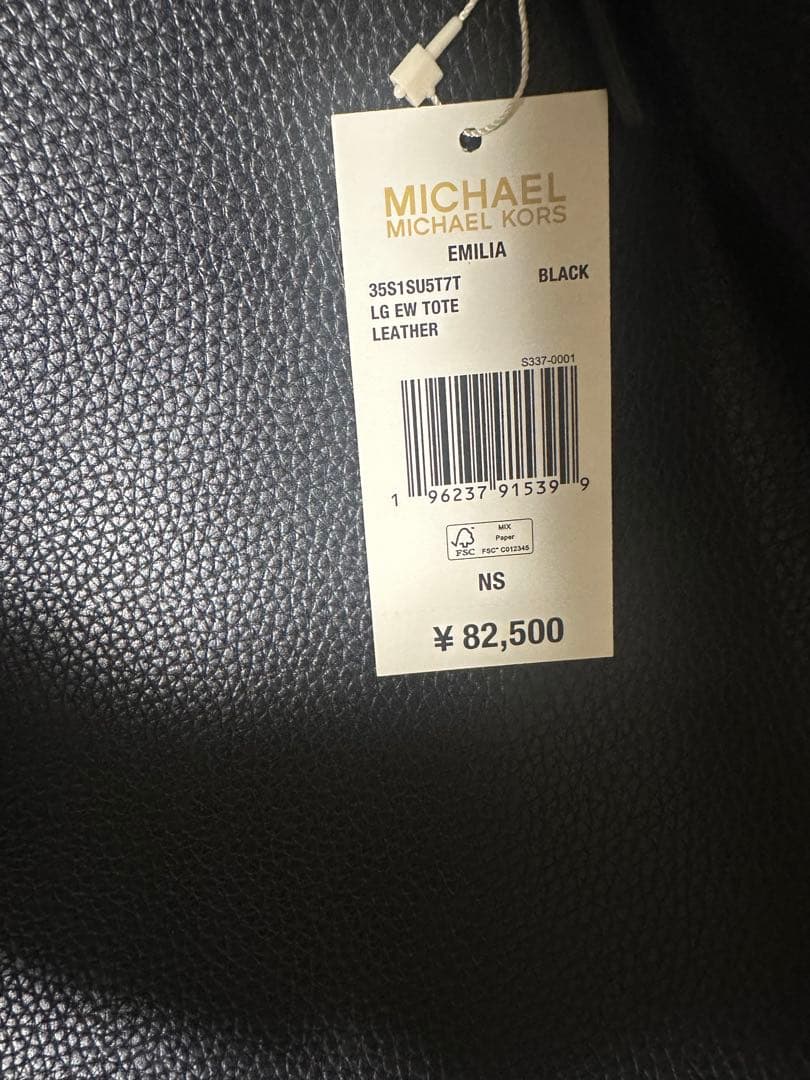 MICHAEL
MICHAEL KORS
EMILIA
35S1SU5T7T BLACK
LG EW TOTE
LEATHER
S337-0001
1 96237 91539 9
FSC
MIX
Paper
FSC™ C012345
NS
¥ 82,500